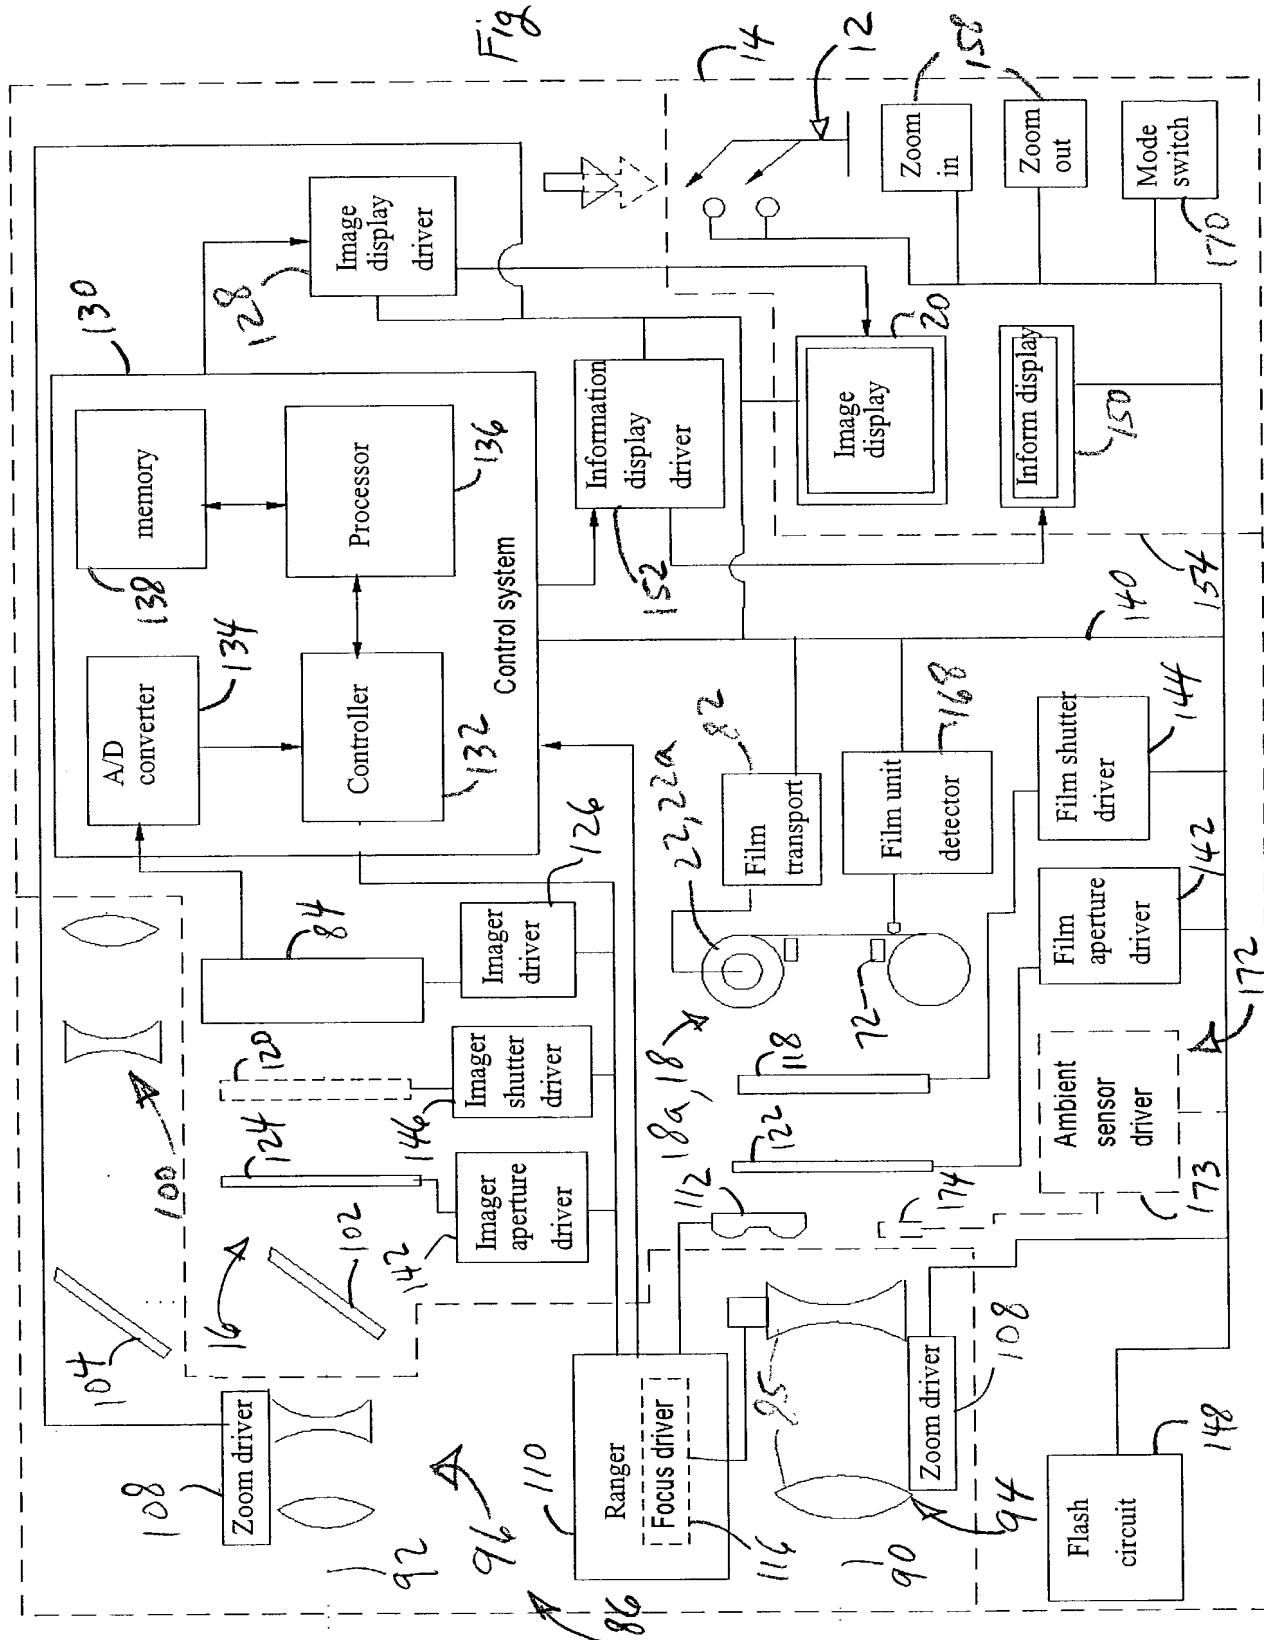 Fig
14
12
158
Zoom
in
Zoom
out
Mode
switch
170
130
128
Image
display
driver
memory
138
Processor
136
A/D
converter
134
Controller
132
Control system
Information
display
driver
152
Image
display
20
Inform display
150
154
140
84
Imager
driver
126
120
Imager
shutter
driver
146
124
Imager
aperture
driver
142
100
16
102
104
108
Zoom driver
92
96
86
110
Ranger
Focus driver
116
112
18a, 18
22, 22a
Film
transport
82
Film unit
detector
168
72
118
122
174
Film shutter
driver
144
Film
aperture
driver
142
Ambient
sensor
driver
173
172
95
90
Zoom driver
108
94
Flash
circuit
148